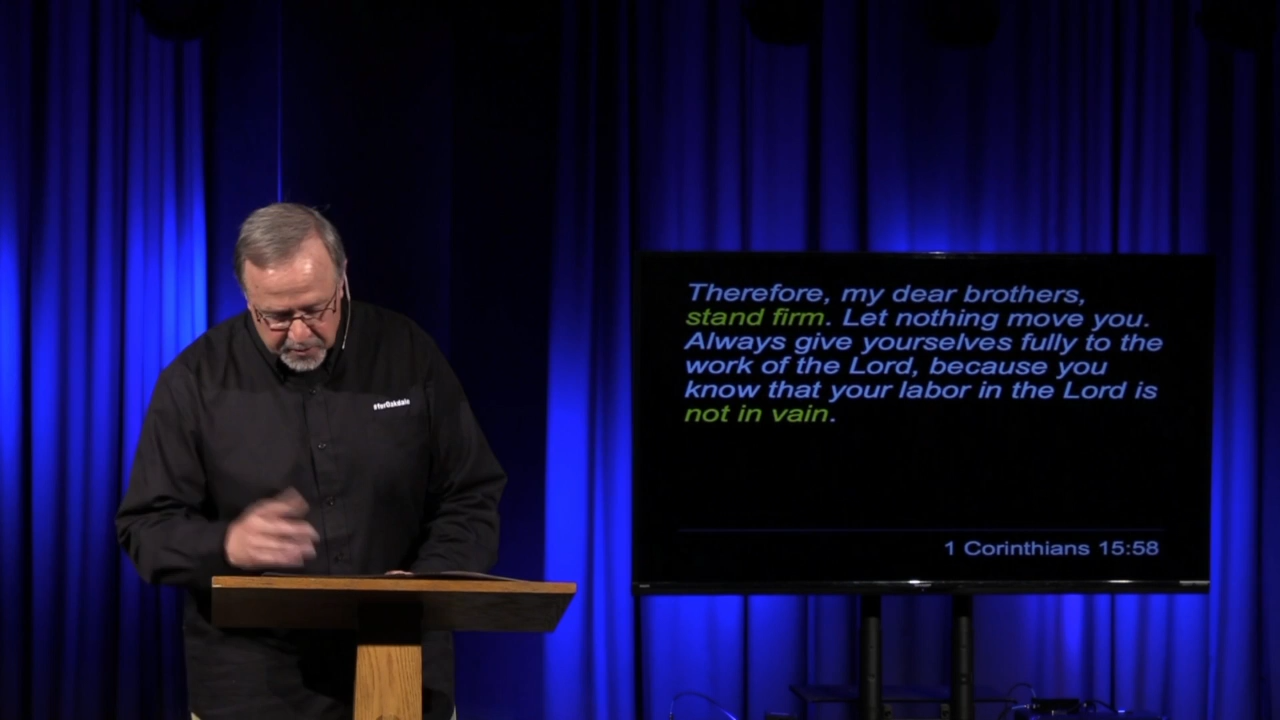 Therefore, my dear brothers,
stand firm. Let nothing move you.
Always give yourselves fully to the
work of the Lord, because you
know that your labor in the Lord is
not in vain.
1 Corinthians 15:58
#forOakdale